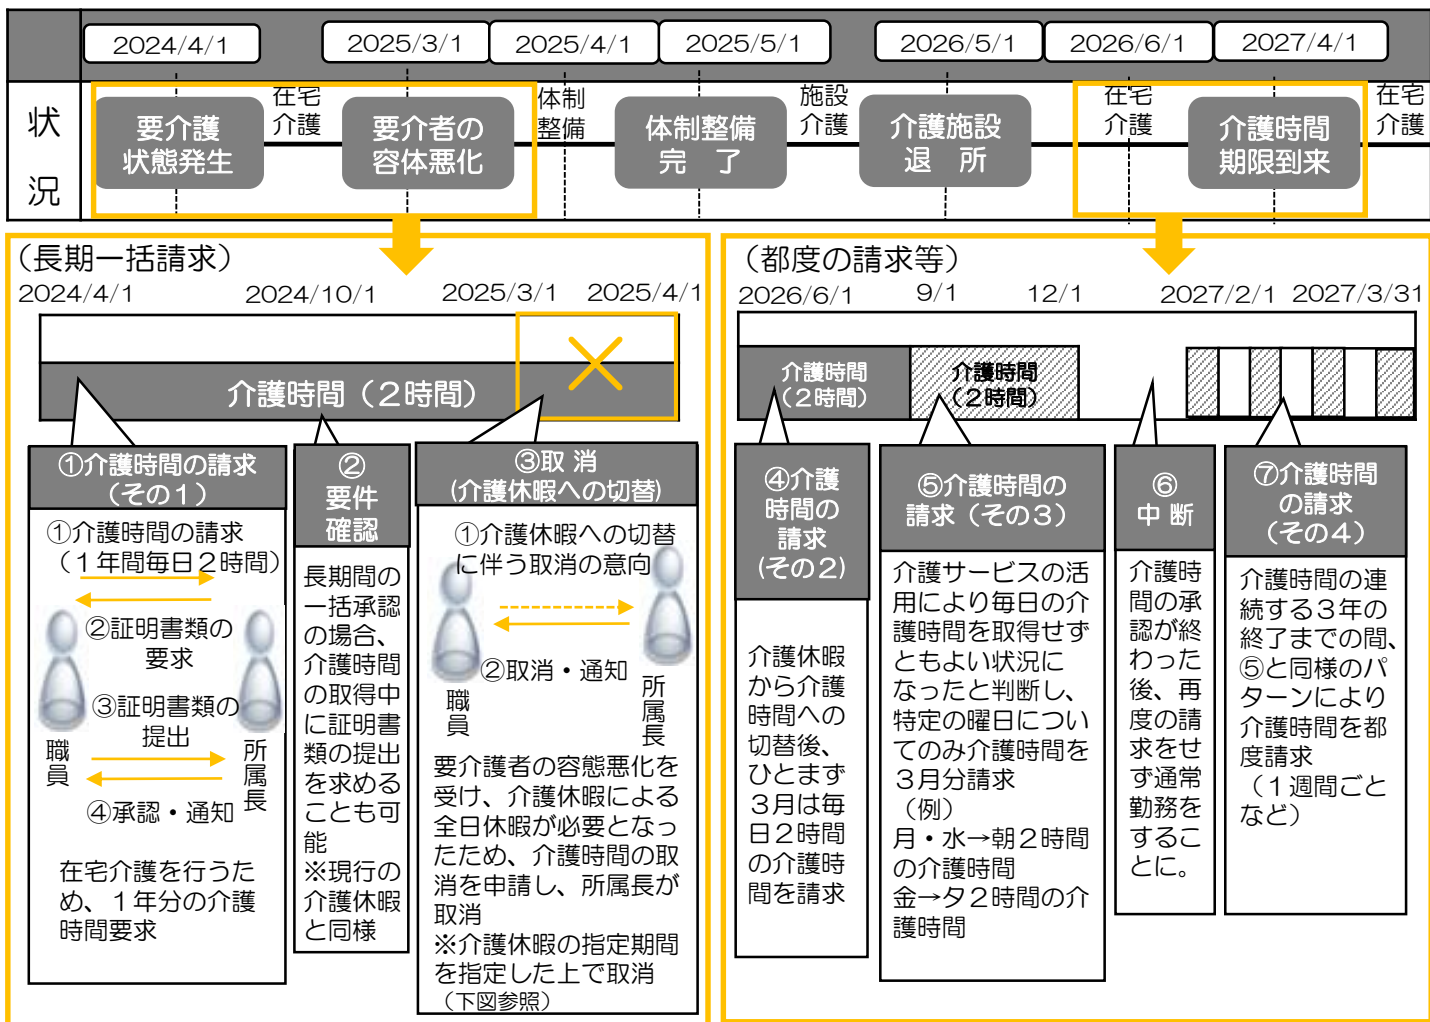 2024/4/1
2025/3/1
2025/4/1
2025/5/1
2026/5/1
2026/6/1
2027/4/1
状
況
要介護
状態発生
在宅
介護
要介者の
容体悪化
体制
整備
体制整備
完　了
施設
介護
介護施設
退　所
在宅
介護
介護時間
期限到来
在宅
介護
（長期一括請求）
2024/4/1
2024/10/1
2025/3/1
2025/4/1
介護時間（２時間）
①介護時間の請求
（その１）
①介護時間の請求
（１年間毎日２時間）
②証明書類の
要求
③証明書類の
提出
職員
所属長
④承認・通知
在宅介護を行うた
め、１年分の介護
時間要求
②
要件
確認
長期間の
一括承認
の場合、
介護時間
の取得中
に証明書
類の提出
を求める
ことも可
能
※現行の
介護休暇
と同様
③取 消
(介護休暇への切替)
①介護休暇への切替
に伴う取消の意向
②取消・通知
職員
所属長
要介護者の容態悪化を
受け、介護休暇による
全日休暇が必要となっ
たため、介護時間の取
消を申請し、所属長が
取消
※介護休暇の指定期間
を指定した上で取消
（下図参照）
（都度の請求等）
2026/6/1
9/1
12/1
2027/2/1
2027/3/31
介護時間
（２時間）
介護時間
（２時間）
④介護
時間の
請求
(その２)
介護休暇
から介護
時間への
切替後、
ひとまず
３月は毎
日２時間
の介護時
間を請求
⑤介護時間の
請求（その３）
介護サービスの活
用により毎日の介
護時間を取得せず
ともよい状況に
なったと判断し、
特定の曜日につい
てのみ介護時間を
３月分請求
（例）
月・水→朝２時間
の介護時間
金→夕２時間の介
護時間
⑥
中 断
介護時
間の承
認が終
わった
後、再
度の請
求をせ
ず通常
勤務を
するこ
とに。
⑦介護時間
の請求
（その４）
介護時間の連
続する３年の
終了までの間、
⑤と同様のパ
ターンにより
介護時間を都
度請求
（１週間ごと
など）